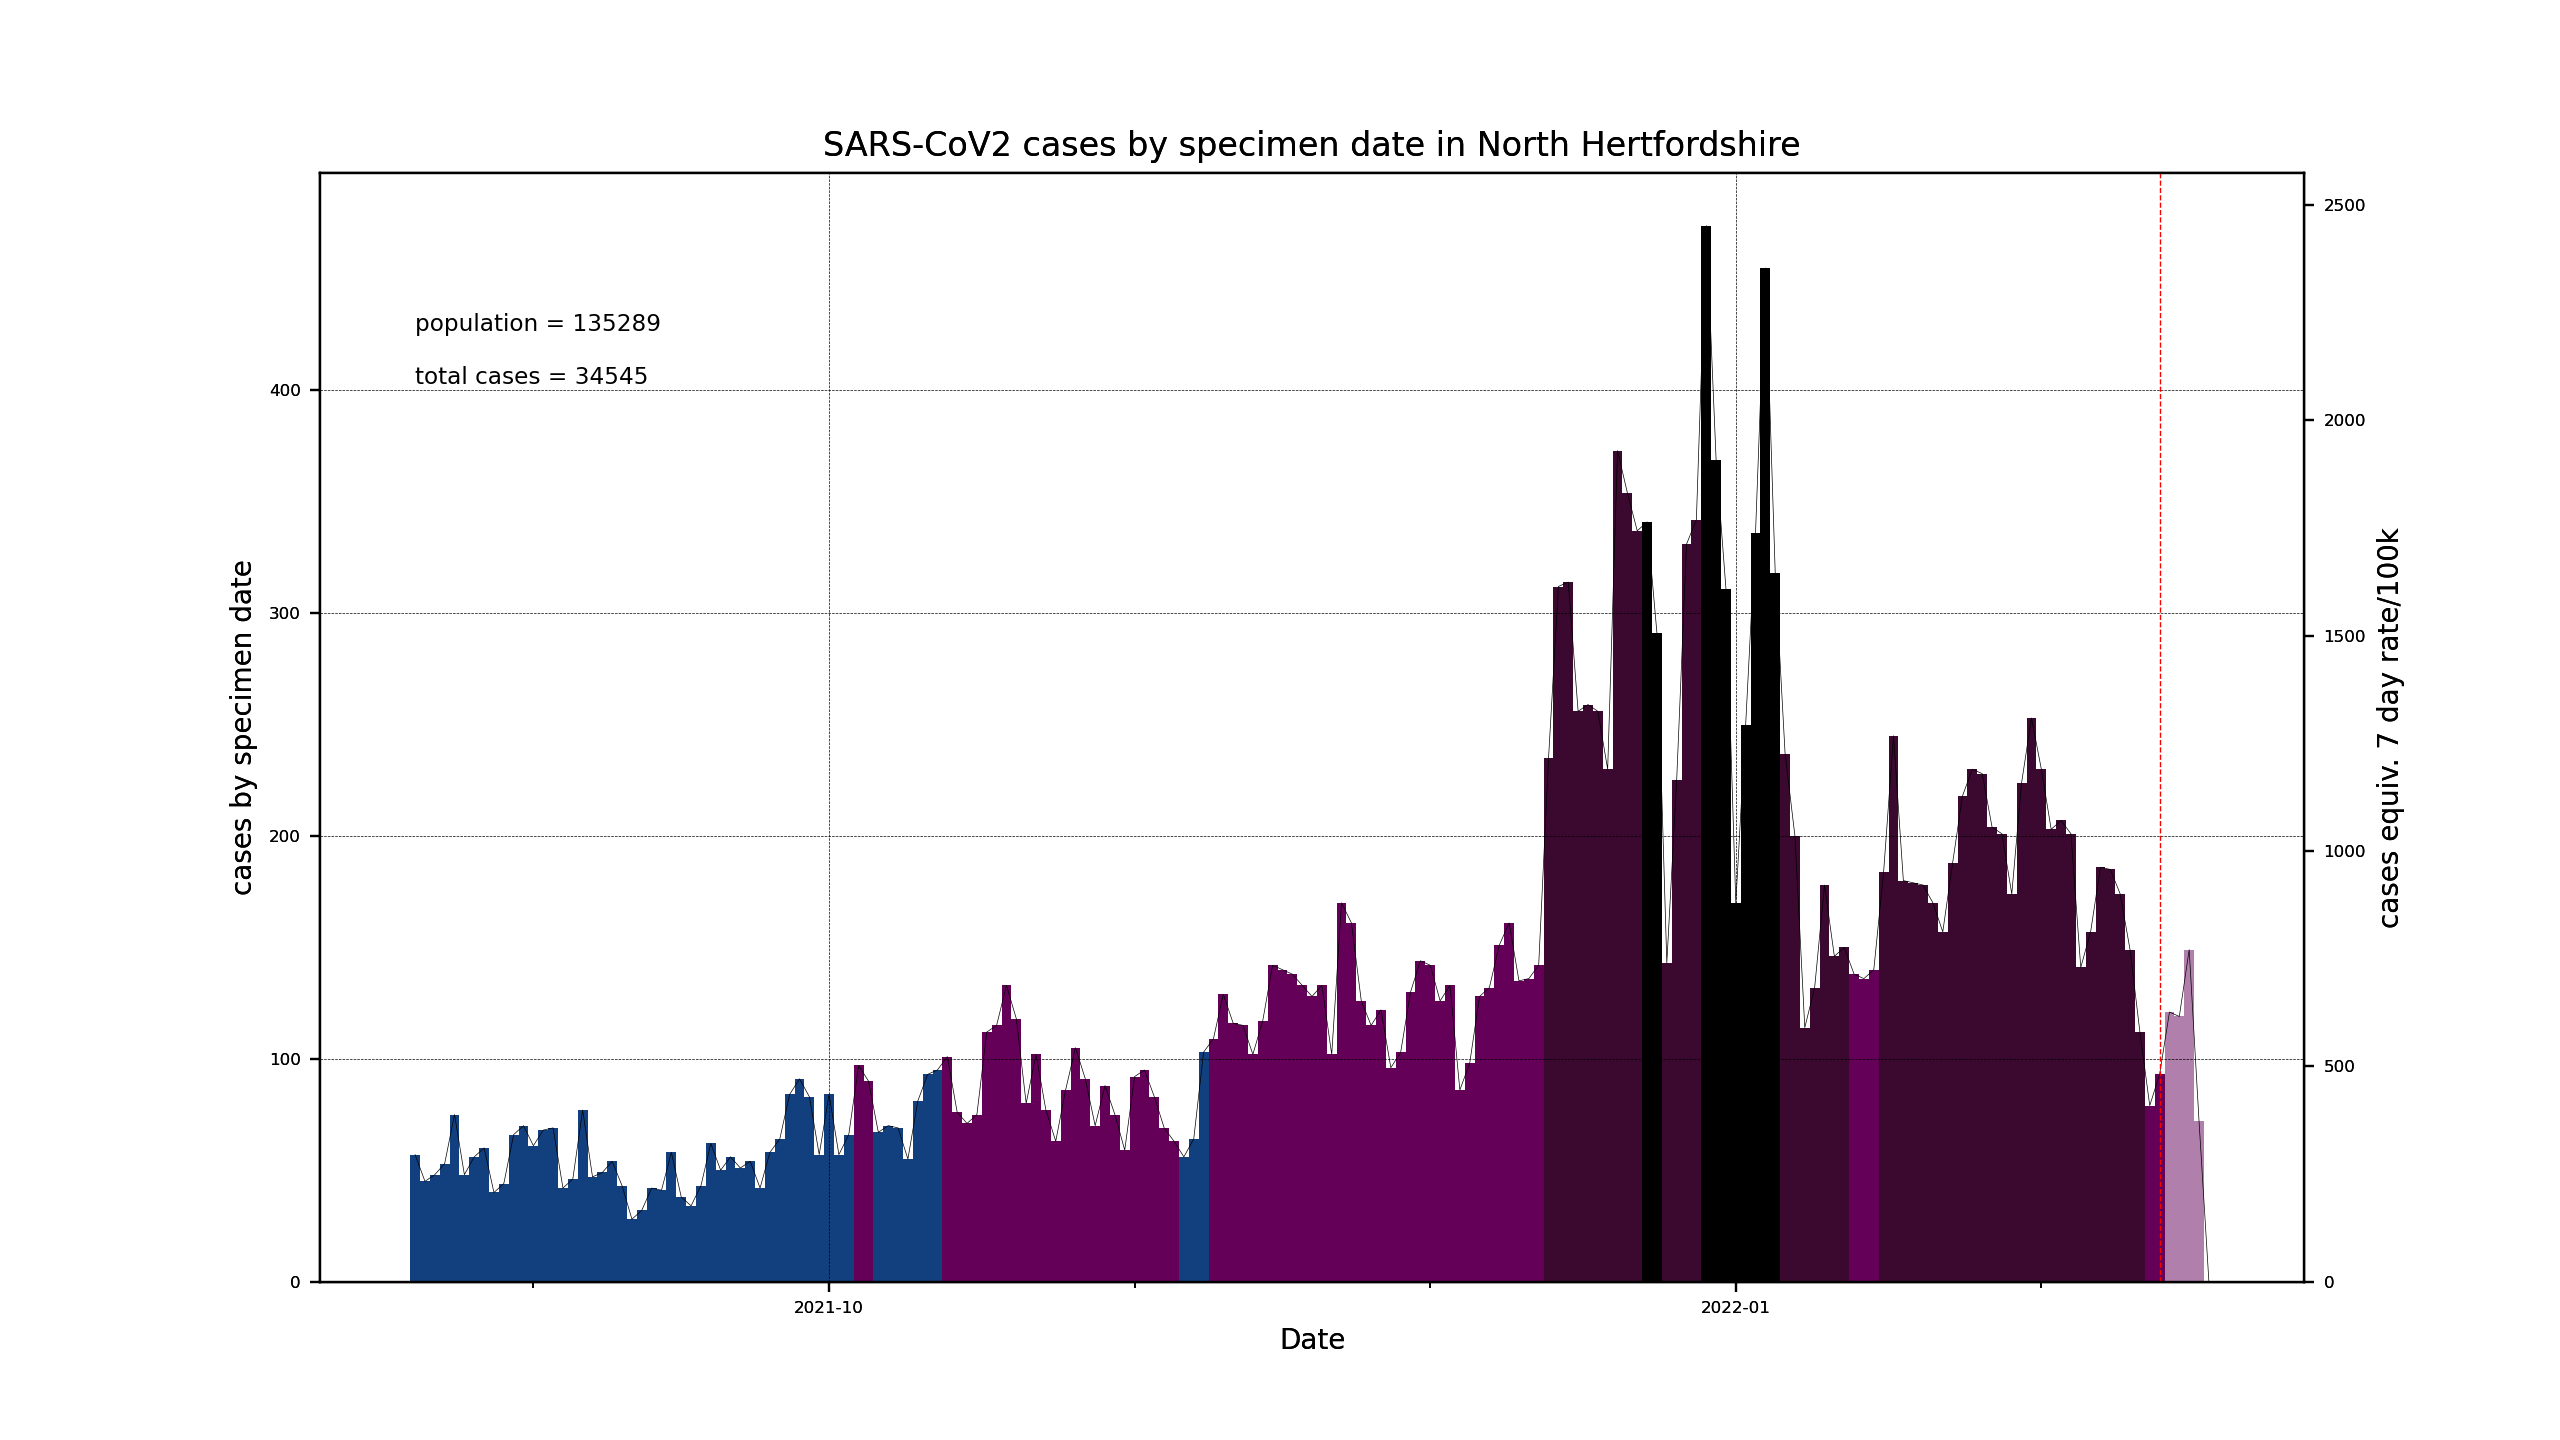 SARS-CoV2 cases by specimen date in North Hertfordshire
population = 135289
total cases = 34545
cases by specimen date
400
300
200
100
0
2500
2000
1500
1000
500
0
cases equiv. 7 day rate/100k
2021-10
2022-01
Date